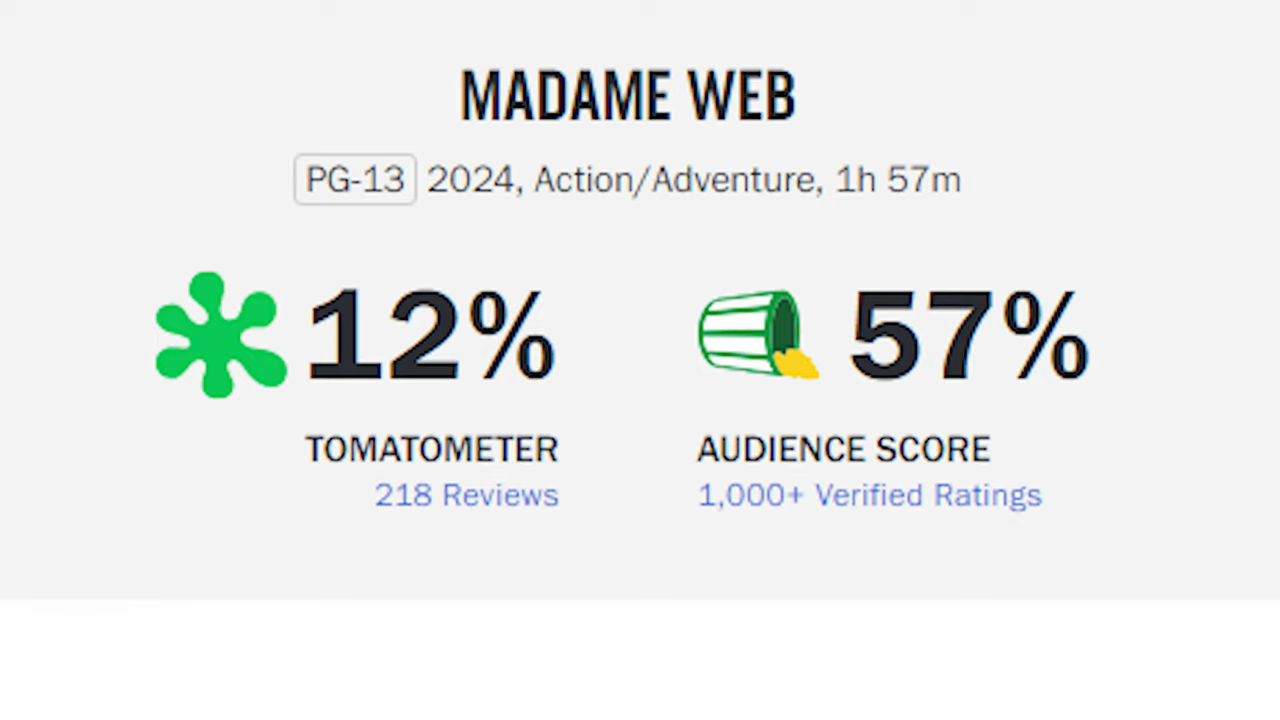 MADAME WEB
PG-13 2024, Action/Adventure, 1h 57m
12% 57%
TOMATOMETER AUDIENCE SCORE
218 Reviews 1,000+ Verified Ratings